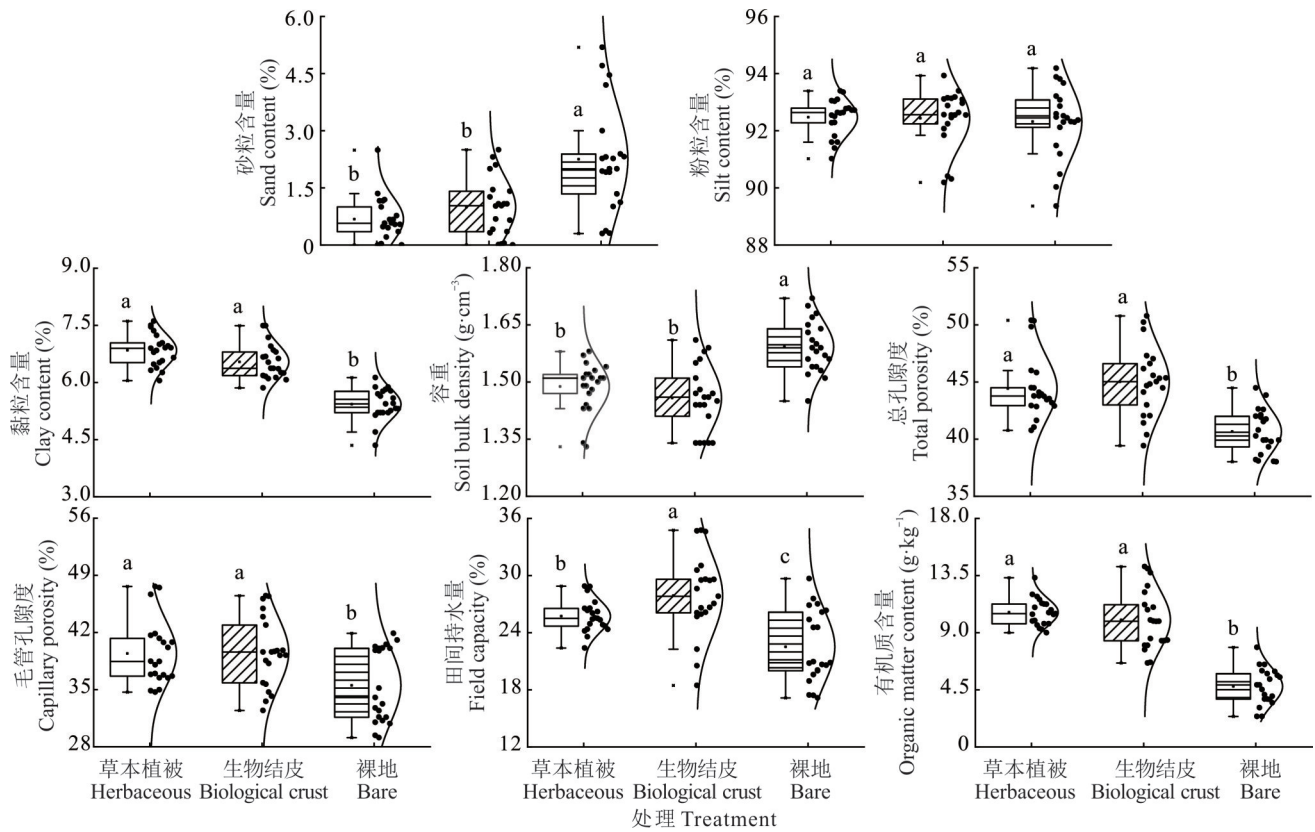 砂粒含量
Sand content (%)
6.0
4.5
3.0
1.5
0
b
b
a
粉粒含量
Silt content (%)
96
94
92
90
88
a
a
a
黏粒含量
Clay content (%)
9.0
7.5
6.0
4.5
3.0
a
a
b
容重
Soil bulk density (g·cm⁻³)
1.80
1.65
1.50
1.35
1.20
b
b
a
总孔隙度
Total porosity (%)
55
50
45
40
35
a
a
b
毛管孔隙度
Capillary porosity (%)
56
49
42
35
28
a
a
b
草本植被
Herbaceous
生物结皮
Biological crust
裸地
Bare
田间持水量
Field capacity (%)
36
30
24
18
12
b
a
c
草本植被
Herbaceous
生物结皮
Biological crust
裸地
Bare
有机质含量
Organic matter content (g·kg⁻¹)
18.0
13.5
9.0
4.5
0
a
a
b
草本植被
Herbaceous
生物结皮
Biological crust
裸地
Bare
处理 Treatment